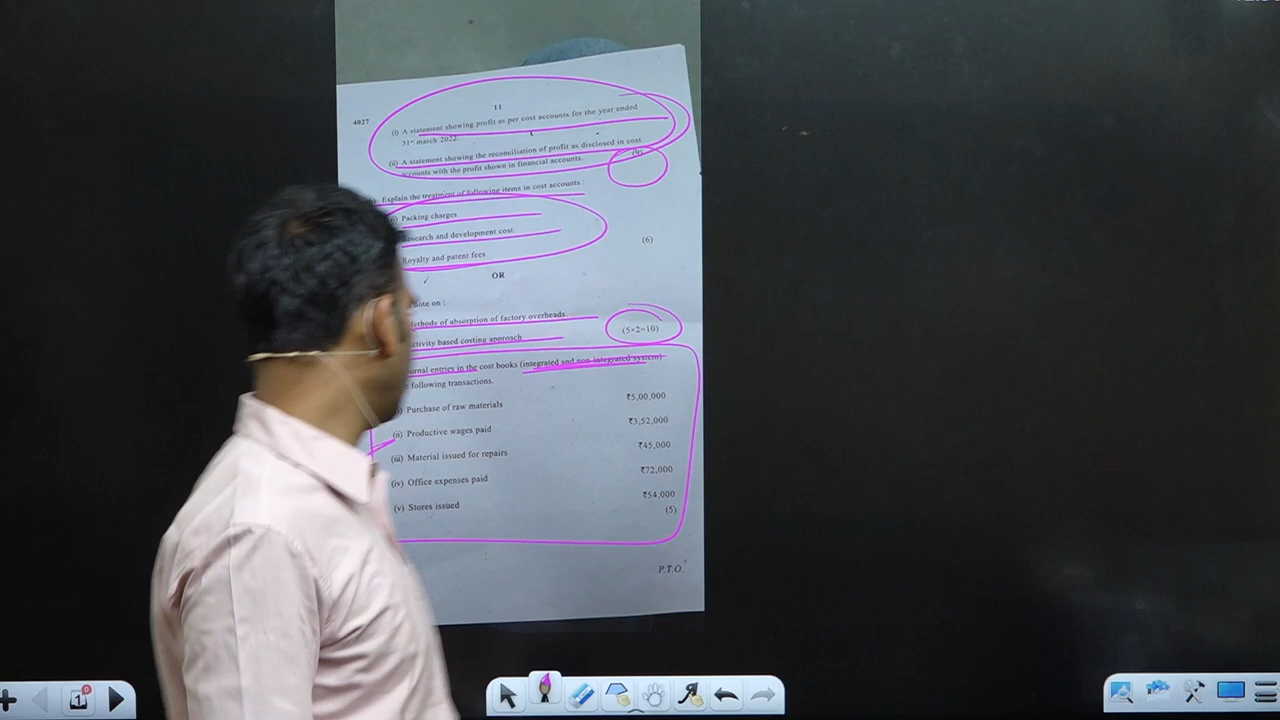 11
4027
(i) A statement showing profit as per cost accounts for the year ended
31st march 2022.
(ii) A statement showing the reconciliation of profit as disclosed in cost
accounts with the profit shown in financial accounts.
(9)
Explain the treatment of following items in cost accounts :
Packing charges
Research and development cost.
(6)
Royalty and patent fees
OR
note on :
Methods of absorption of factory overheads.
(5×2=10)
Activity based costing approach
entries in the cost books (integrated and non-integrated system)
following transactions.
(i) Purchase of raw materials ₹5,00,000
(ii) Productive wages paid ₹3,52,000
(iii) Material issued for repairs ₹45,000
(iv) Office expenses paid ₹72,000
(v) Stores issued ₹54,000
(5)
P.T.O.
1